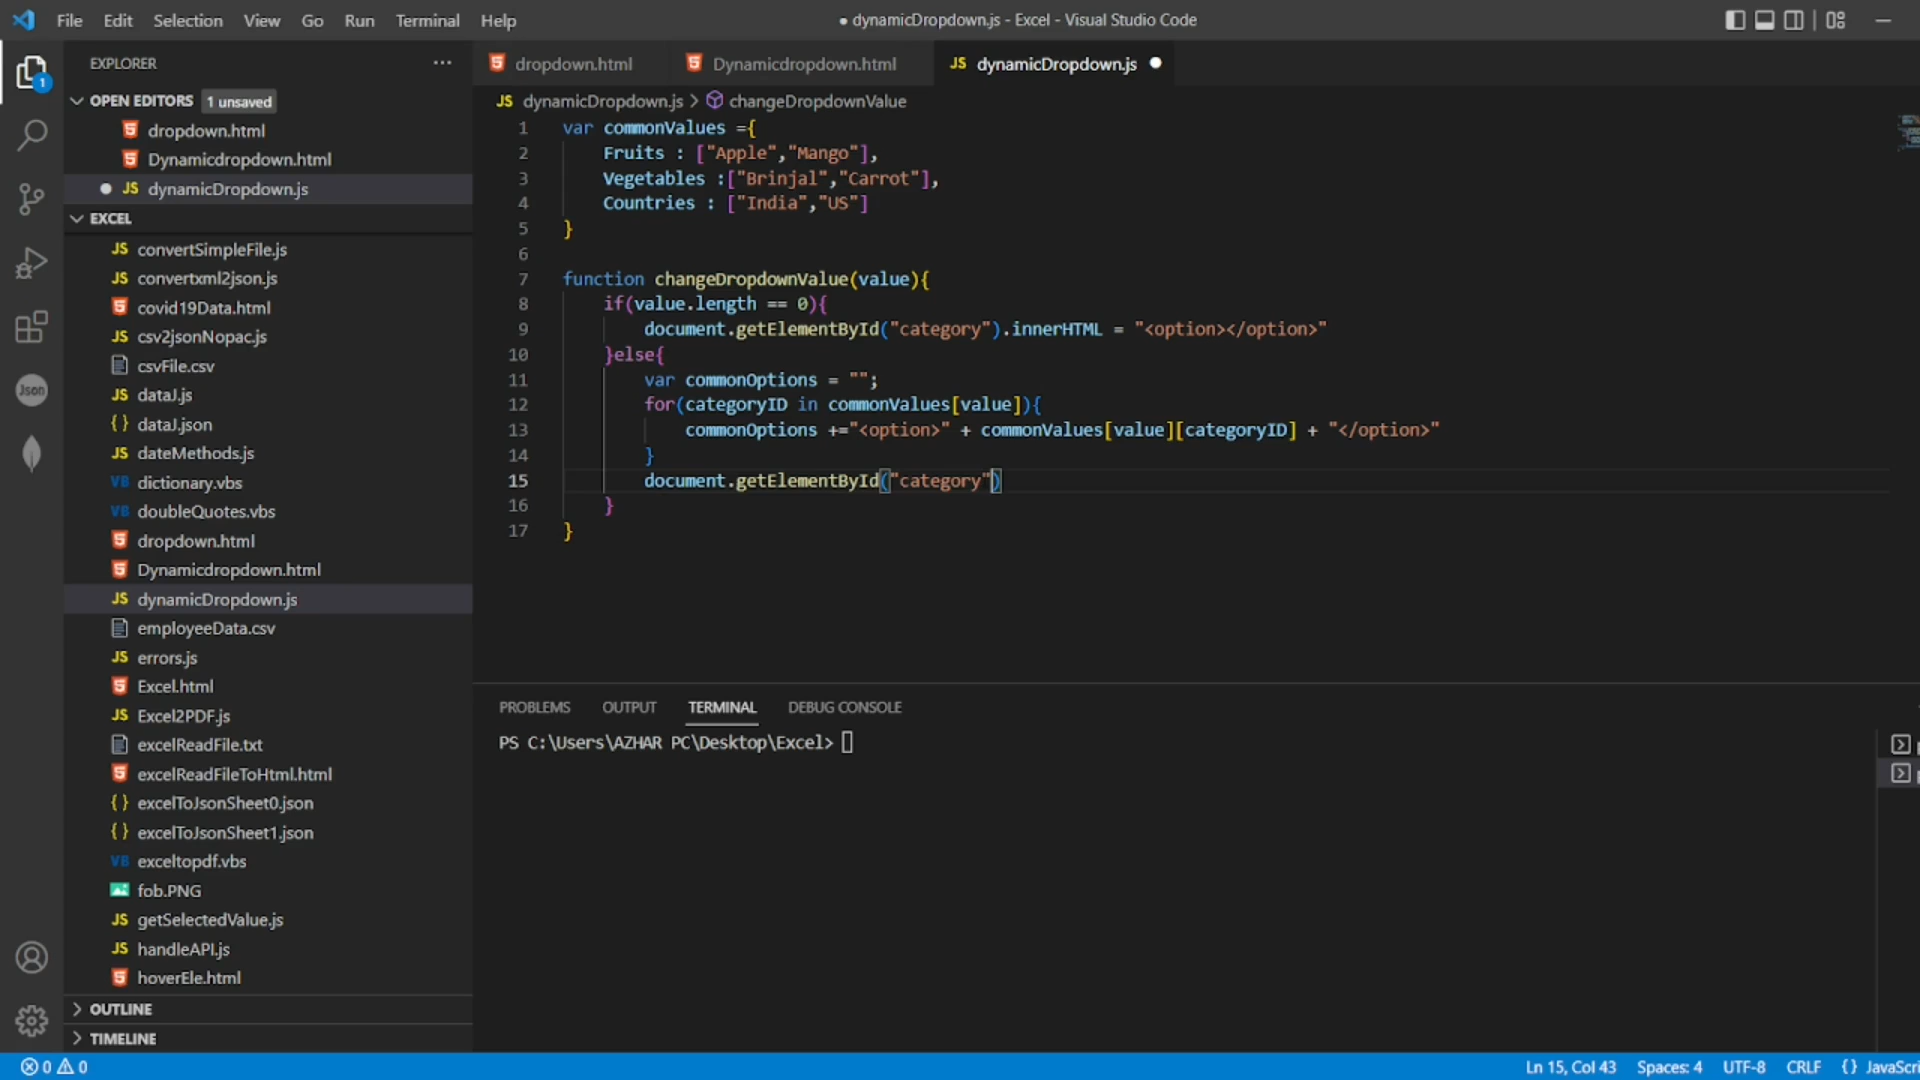 File Edit Selection View Go Run Terminal Help
● dynamicDropdown.js - Excel - Visual Studio Code
EXPLORER
1
OPEN EDITORS 1 unsaved
dropdown.html
Dynamicdropdown.html
JS dynamicDropdown.js
EXCEL
JS convertSimpleFile.js
JS convertxml2json.js
covid19Data.html
JS csv2jsonNopac.js
csvFile.csv
JS dataJ.js
{} dataJ.json
JS dateMethods.js
VB dictionary.vbs
VB doubleQuotes.vbs
dropdown.html
Dynamicdropdown.html
JS dynamicDropdown.js
employeeData.csv
JS errors.js
Excel.html
JS Excel2PDF.js
excelReadFile.txt
excelReadFileToHtml.html
{} excelToJsonSheet0.json
{} excelToJsonSheet1.json
VB exceltopdf.vbs
fob.PNG
JS getSelectedValue.js
JS handleAPI.js
hoverEle.html
OUTLINE
TIMELINE
Json
dropdown.html Dynamicdropdown.html JS dynamicDropdown.js
JS dynamicDropdown.js > changeDropdownValue
1 var commonValues ={
2 Fruits : ["Apple","Mango"],
3 Vegetables :["Brinjal","Carrot"],
4 Countries : ["India","US"]
5 }
6
7 function changeDropdownValue(value){
8 if(value.length == 0){
9 document.getElementById("category").innerHTML = "<option></option>"
10 }else{
11 var commonOptions = "";
12 for(categoryID in commonValues[value]){
13 commonOptions +="<option>" + commonValues[value][categoryID] + "</option>"
14 }
15 document.getElementById("category")
16 }
17 }
PROBLEMS OUTPUT TERMINAL DEBUG CONSOLE
PS C:\Users\AZHAR PC\Desktop\Excel>
0 0
Ln 15, Col 43 Spaces: 4 UTF-8 CRLF {} JavaScri